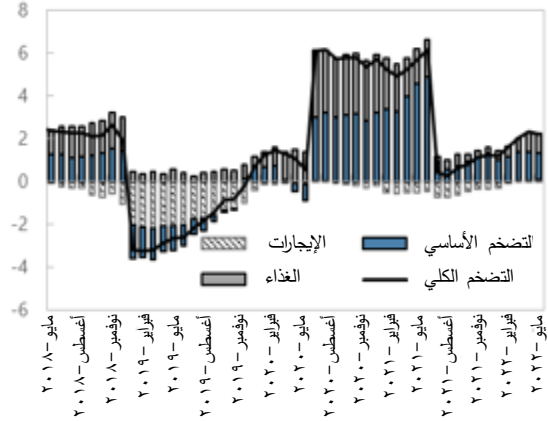 8
6
4
2
0
-2
-4
-6
الإيجارات
التضخم الأساسي
الغذاء
التضخم الكلي
مايو-٢٠١٨
أغسطس-٢٠١٨
نوفمبر-٢٠١٨
فبراير-٢٠١٩
مايو-٢٠١٩
أغسطس-٢٠١٩
نوفمبر-٢٠١٩
فبراير-٢٠٢٠
مايو-٢٠٢٠
أغسطس-٢٠٢٠
نوفمبر-٢٠٢٠
فبراير-٢٠٢١
مايو-٢٠٢١
أغسطس-٢٠٢١
نوفمبر-٢٠٢١
فبراير-٢٠٢٢
مايو-٢٠٢٢